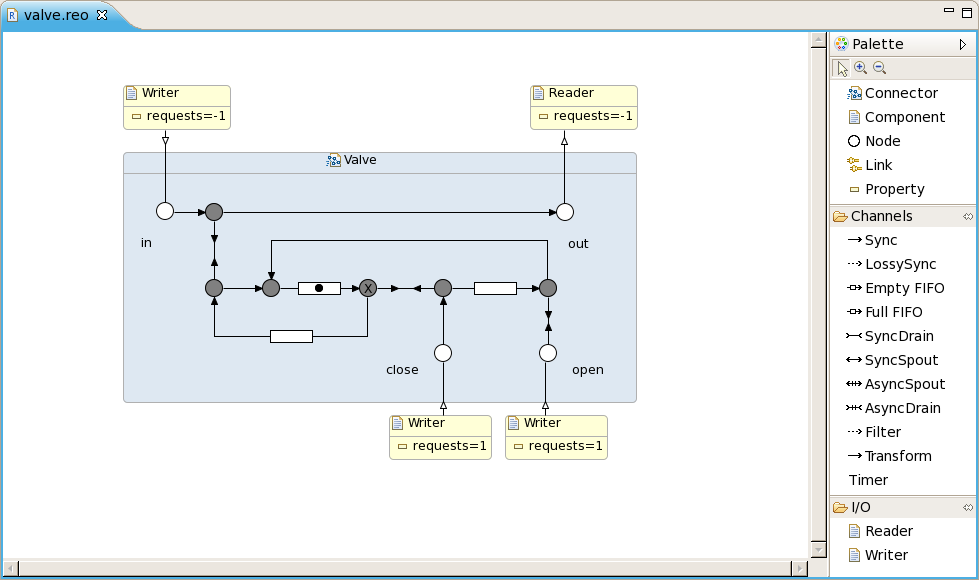 valve.reo
Writer
requests=-1
Reader
requests=-1
Valve
in
out
X
close
open
Writer
requests=1
Writer
requests=1
Palette
Connector
Component
Node
Link
Property
Channels
Sync
LossySync
Empty FIFO
Full FIFO
SyncDrain
SyncSpout
AsyncSpout
AsyncDrain
Filter
Transform
Timer
I/O
Reader
Writer